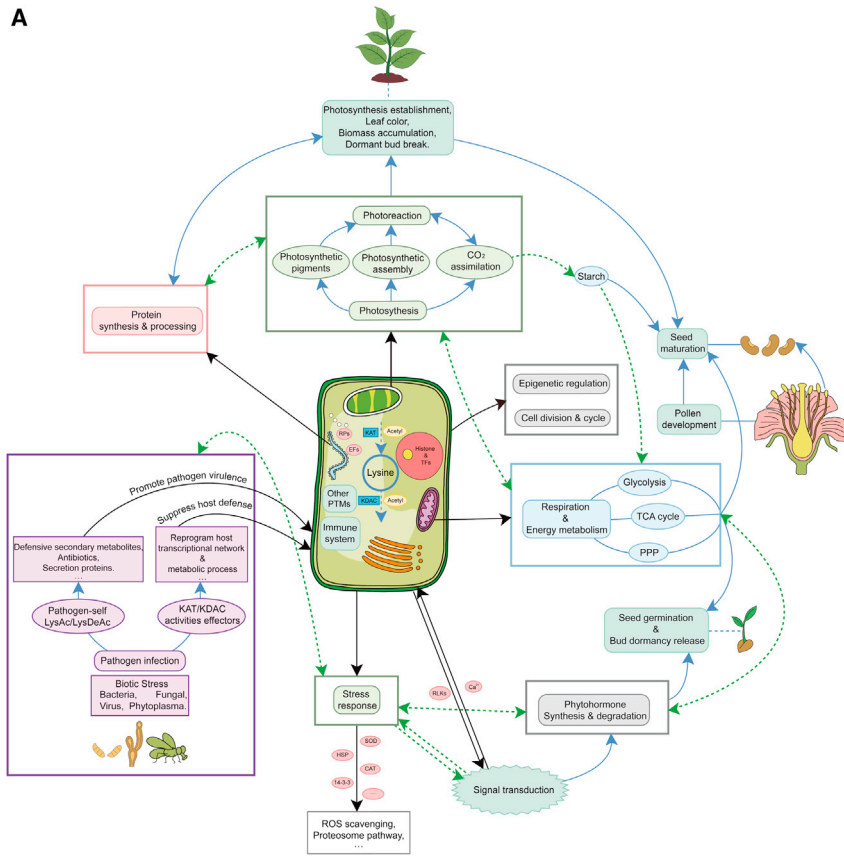 A
Photosynthesis establishment,
Leaf color,
Biomass accumulation,
Dormant bud break.
Photoreaction
Photosynthetic
pigments
Photosynthetic
assembly
CO₂
assimilation
Photosythesis
Starch
Protein
synthesis & processing
Seed
maturation
Pollen
development
Epigenetic regulation
Cell division & cycle
RPs
EFs
KAT
Acetyl
Histone
&
TFs
Lysine
Other
PTMs
KDAC
Acetyl
Immune
system
Respiration
&
Energy metabolism
Glycolysis
TCA cycle
PPP
Promote pathogen virulence
Suppress host defense
Defensive secondary metabolites,
Antibiotics,
Secretion proteins.
…
Reprogram host
transcriptional network
&
metabolic process
…
Pathogen-self
LysAc/LysDeAc
KAT/KDAC
activities effectors
Pathogen infection
Biotic Stress
Bacteria, Fungal,
Virus, Phytoplasma.
Seed germination
&
Bud dormancy release
Stress
response
RLKs
Ca²⁺
Phytohormone
Synthesis & degradation
SOD
HSP
CAT
14-3-3
...
Signal transduction
ROS scavenging,
Proteosome pathway,
…